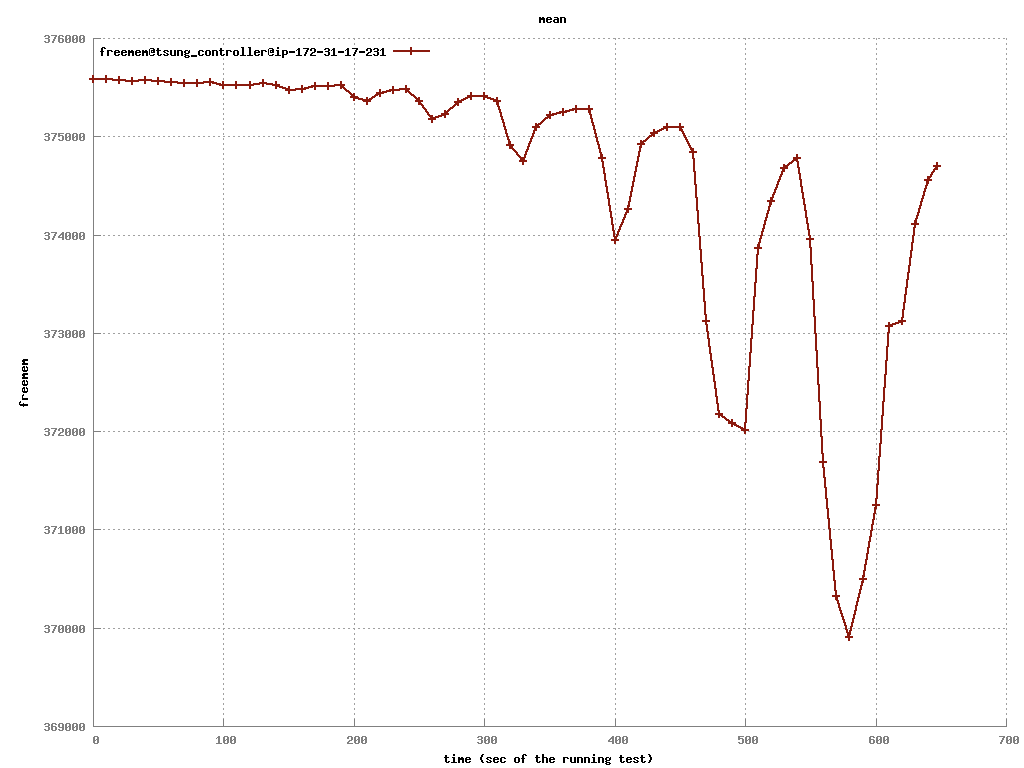 mean
376000
freemem@tsung_controller@ip-172-31-17-231
375000
374000
373000
freemem
372000
371000
370000
369000
0 100 200 300 400 500 600 700
time (sec of the running test)